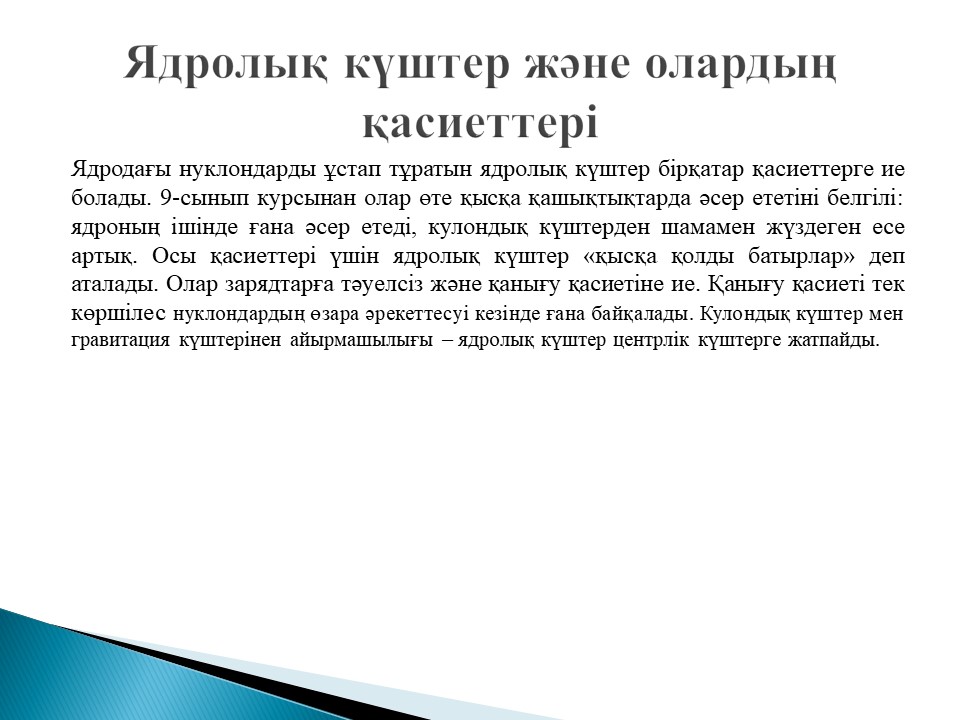 Ядролық күштер және олардың
қасиеттері
Ядродағы нуклондарды ұстап тұратын ядролық күштер бірқатар қасиеттерге ие
болады. 9-сынып курсынан олар өте қысқа қашықтықтарда әсер ететіні белгілі:
ядроның ішінде ғана әсер етеді, кулондық күштерден шамамен жүздеген есе
артық. Осы қасиеттері үшін ядролық күштер «қысқа қолды батырлар» деп
аталады. Олар зарядтарға тәуелсіз және қанығу қасиетіне ие. Қанығу қасиеті тек
көршілес нуклондардың өзара әрекеттесуі кезінде ғана байқалады. Кулондық күштер мен
гравитация күштерінен айырмашылығы – ядролық күштер центрлік күштерге жатпайды.